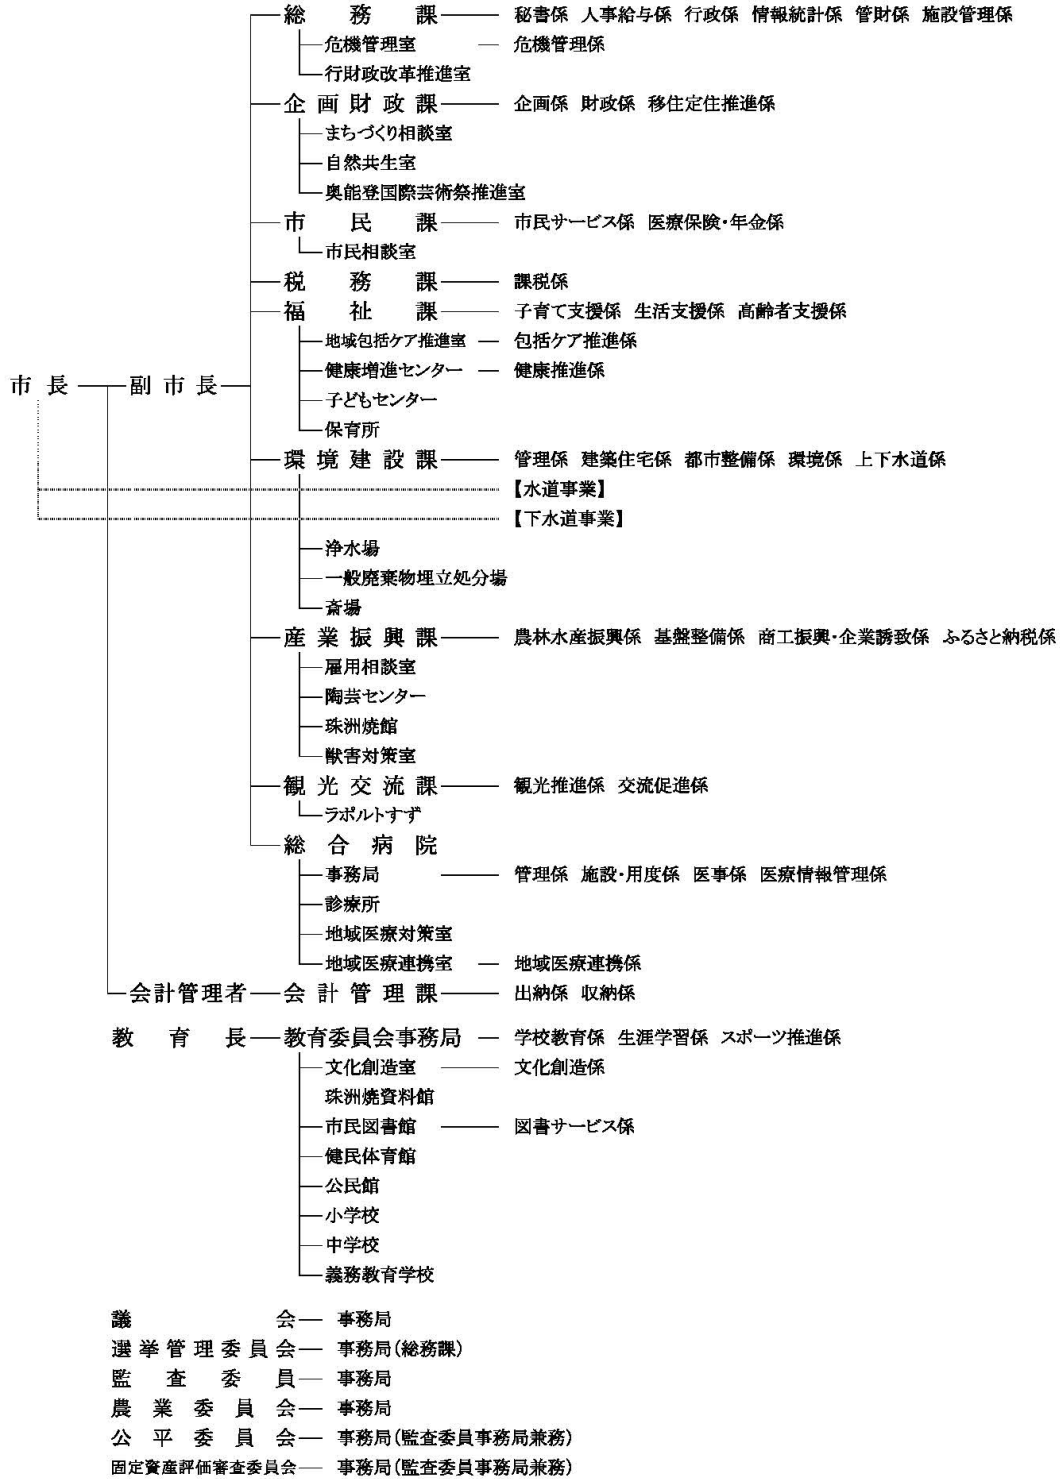 総務課 秘書係 人事給与係 行政係 情報統計係 管財係 施設管理係
危機管理室 危機管理係
行財政改革推進室
企画財政課 企画係 財政係 移住定住推進係
まちづくり相談室
自然共生室
奥能登国際芸術祭推進室
市民課 市民サービス係 医療保険・年金係
市民相談室
税務課 課税係
福祉課 子育て支援係 生活支援係 高齢者支援係
地域包括ケア推進室 包括ケア推進係
健康増進センター 健康推進係
市長 副市長
子どもセンター
保育所
環境建設課 管理係 建築住宅係 都市整備係 環境係 上下水道係
【水道事業】
【下水道事業】
浄水場
一般廃棄物埋立処分場
斎場
産業振興課 農林水産振興係 基盤整備係 商工振興・企業誘致係 ふるさと納税係
雇用相談室
陶芸センター
珠洲焼館
獣害対策室
観光交流課 観光推進係 交流促進係
ラポルトすず
総合病院
事務局 管理係 施設・用度係 医事係 医療情報管理係
診療所
地域医療対策室
地域医療連携室 地域医療連携係
会計管理者 会計管理課 出納係 収納係
教育長 教育委員会事務局 学校教育係 生涯学習係 スポーツ推進係
文化創造室 文化創造係
珠洲焼資料館
市民図書館 図書サービス係
健民体育館
公民館
小学校
中学校
義務教育学校
議会 事務局
選挙管理委員会 事務局(総務課)
監査委員 事務局
農業委員会 事務局
公平委員会 事務局(監査委員事務局兼務)
固定資産評価審査委員会 事務局(監査委員事務局兼務)